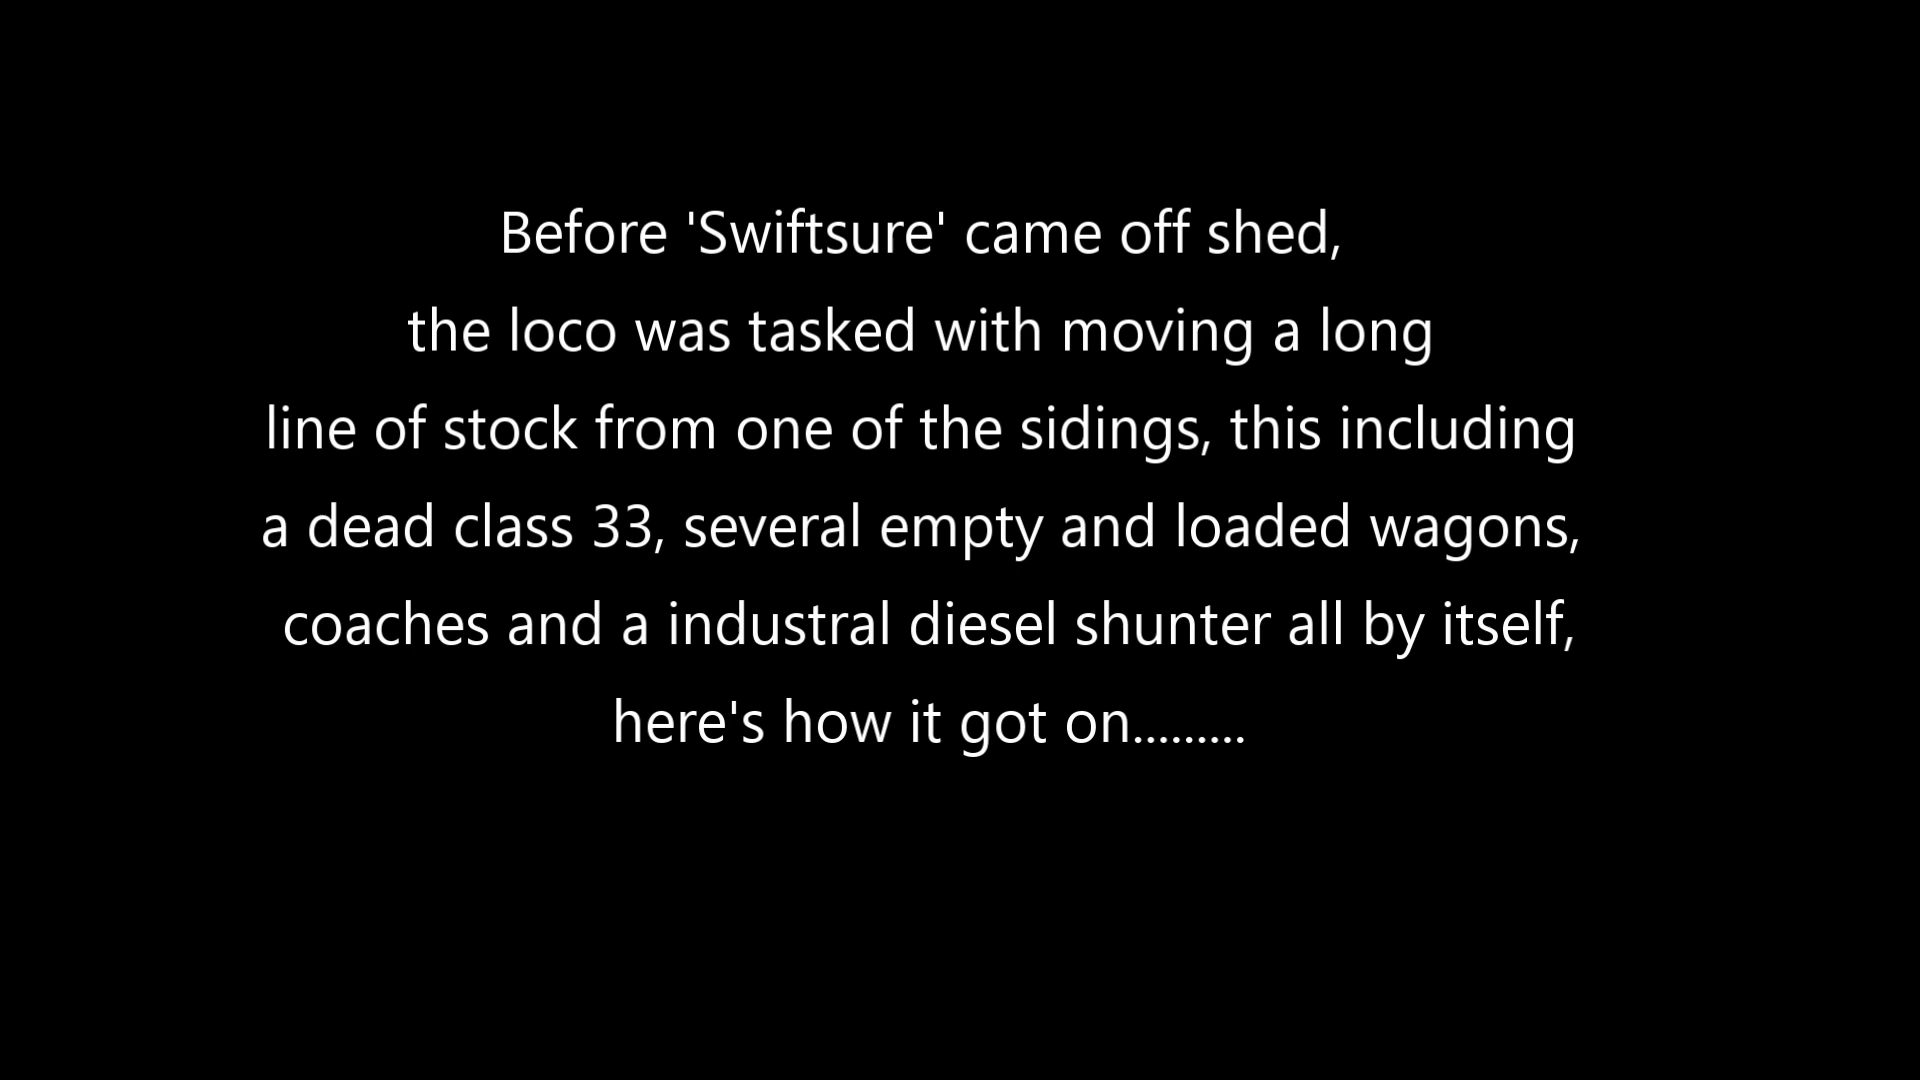 Before 'Swiftsure' came off shed,
the loco was tasked with moving a long
line of stock from one of the sidings, this including
a dead class 33, several empty and loaded wagons,
coaches and a industral diesel shunter all by itself,
here's how it got on.........